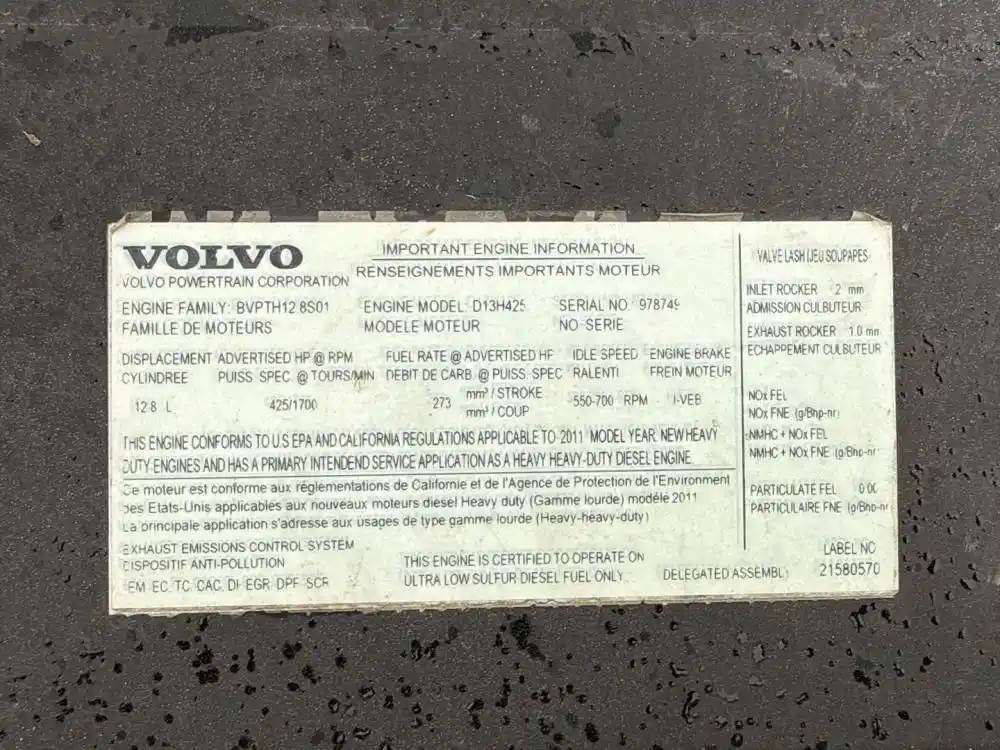 VOLVO
VOLVO POWERTRAIN CORPORATION
IMPORTANT ENGINE INFORMATION
RENSEIGNEMENTS IMPORTANTS MOTEUR
ENGINE FAMILY: BVPTH12.8S01
FAMILLE DE MOTEURS
ENGINE MODEL: D13H425
MODELE MOTEUR
SERIAL NO. 978749
NO. SERIE
DISPLACEMENT
CYLINDREE
12.8 L
ADVERTISED HP @ RPM
PUISS. SPEC. @ TOURS/MIN
425/1700
FUEL RATE @ ADVERTISED HP
DEBIT DE CARB. @ PUISS. SPEC
273
mm³ / STROKE
mm³ / COUP
IDLE SPEED
RALENTI
550-700 RPM
ENGINE BRAKE
FREIN MOTEUR
I-VEB
THIS ENGINE CONFORMS TO U.S EPA AND CALIFORNIA REGULATIONS APPLICABLE TO 2011 MODEL YEAR NEW HEAVY
DUTY ENGINES AND HAS A PRIMARY INTENDEND SERVICE APPLICATION AS A HEAVY HEAVY-DUTY DIESEL ENGINE.
Ce moteur est conforme aux réglementations de Californie et de l'Agence de Protection de l'Environment
des Etats-Unis applicables aux nouveaux moteurs diesel Heavy duty (Gamme lourde) modéle 2011
La principale application s'adresse aux usages de type gamme lourde (Heavy-heavy-duty)
EXHAUST EMISSIONS CONTROL SYSTEM
DISPOSITIF ANTI-POLLUTION
EM EC TC CAC DI EGR DPF SCR
THIS ENGINE IS CERTIFIED TO OPERATE ON
ULTRA LOW SULFUR DIESEL FUEL ONLY.
DELEGATED ASSEMBLY
VALVE LASH / JEU SOUPAPES
INLET ROCKER .2 mm
ADMISSION CULBUTEUR
EXHAUST ROCKER 1.0 mm
ECHAPPEMENT CULBUTEUR
NOx FEL
NOx FNE (g/Bhp-hr)
NMHC + NOx FEL
NMHC + NOx FNE (g/Bhp-hr)
PARTICULATE FEL
PARTICULAIRE FNE (g/Bhp-hr)
LABEL NO
21580570